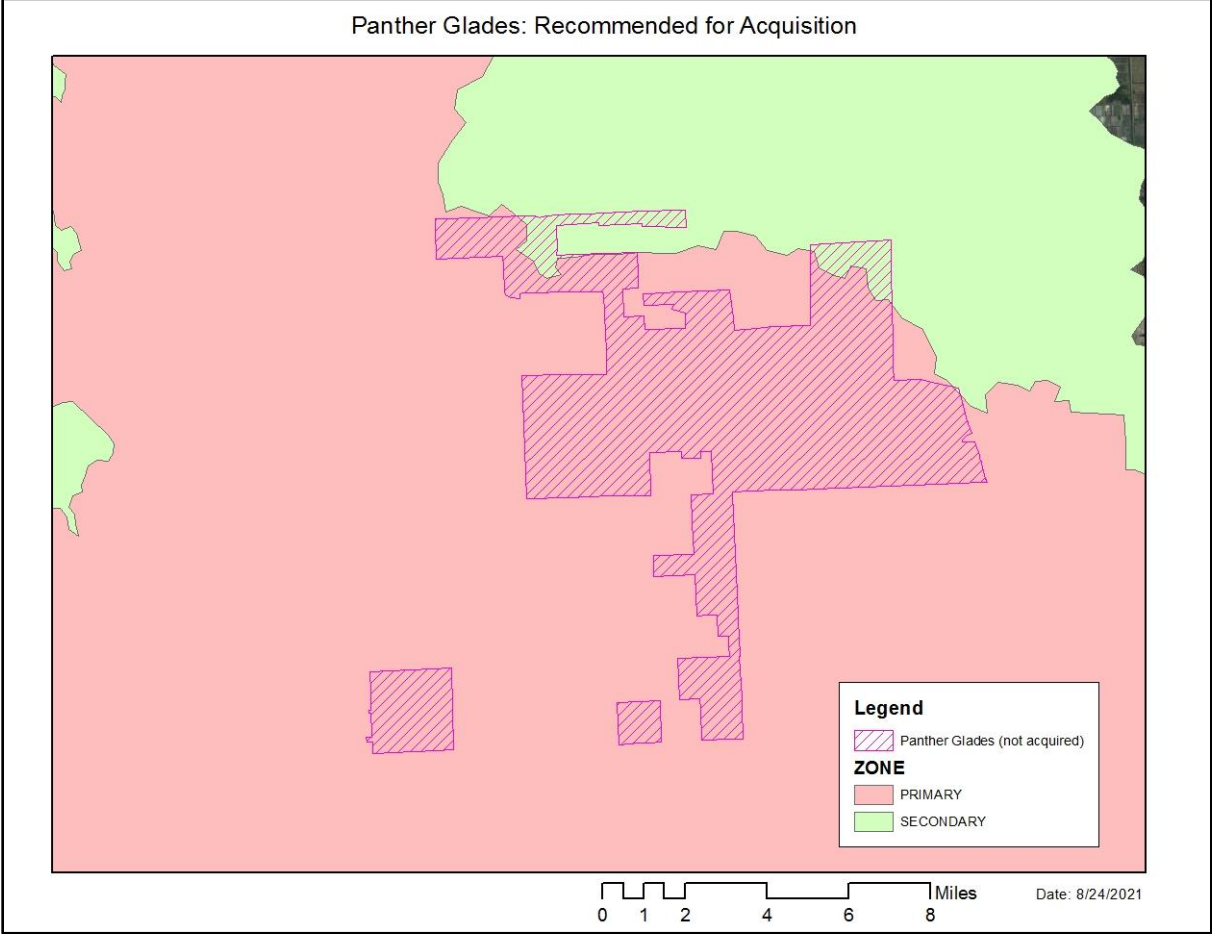 Panther Glades: Recommended for Acquisition
Legend
Panther Glades (not acquired)
ZONE
PRIMARY
SECONDARY
Miles
0 1 2 4 6 8
Date: 8/24/2021